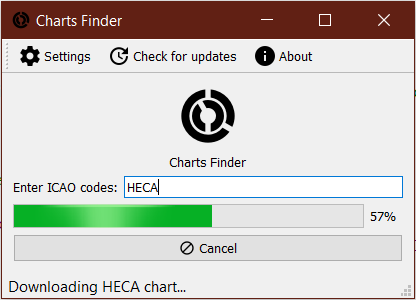 Charts Finder
Settings Check for updates About
Charts Finder
Enter ICAO codes: HECA
57%
Cancel
Downloading HECA chart...